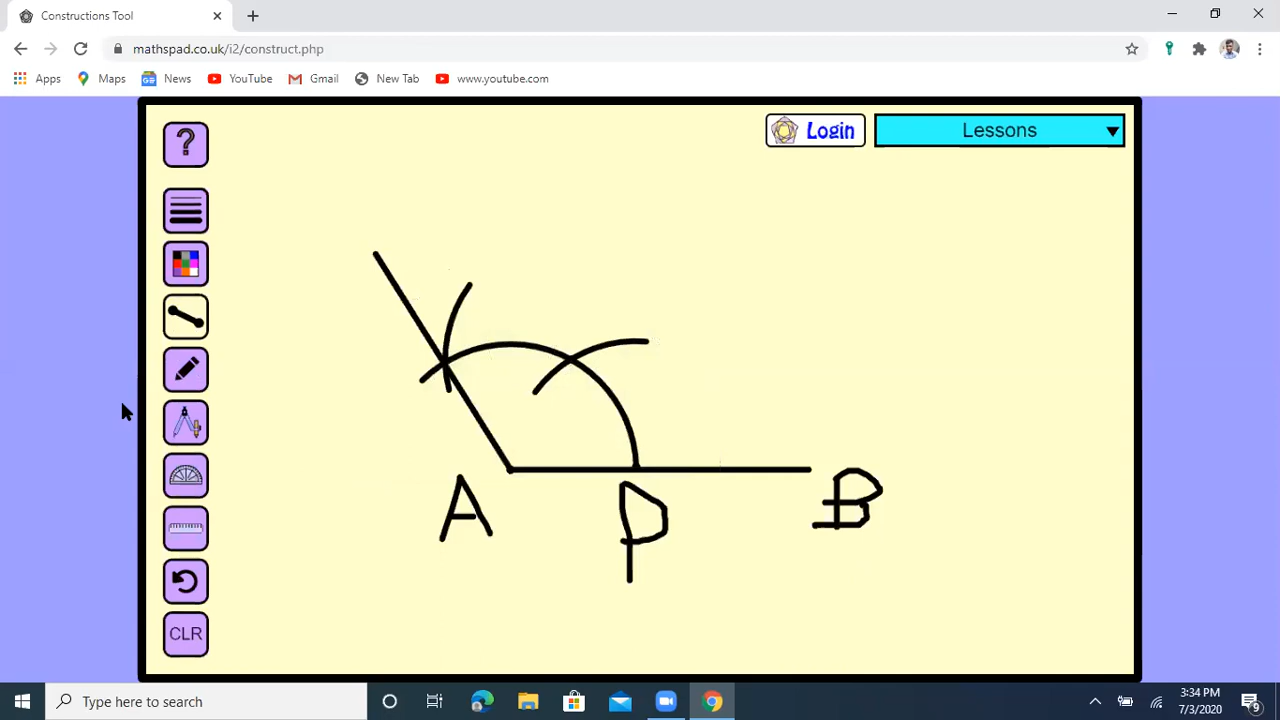 Constructions Tool
mathspad.co.uk/i2/construct.php
Apps Maps News YouTube Gmail New Tab www.youtube.com
? Login Lessons
A P B
CLR
Type here to search
3:34 PM
7/3/2020
9